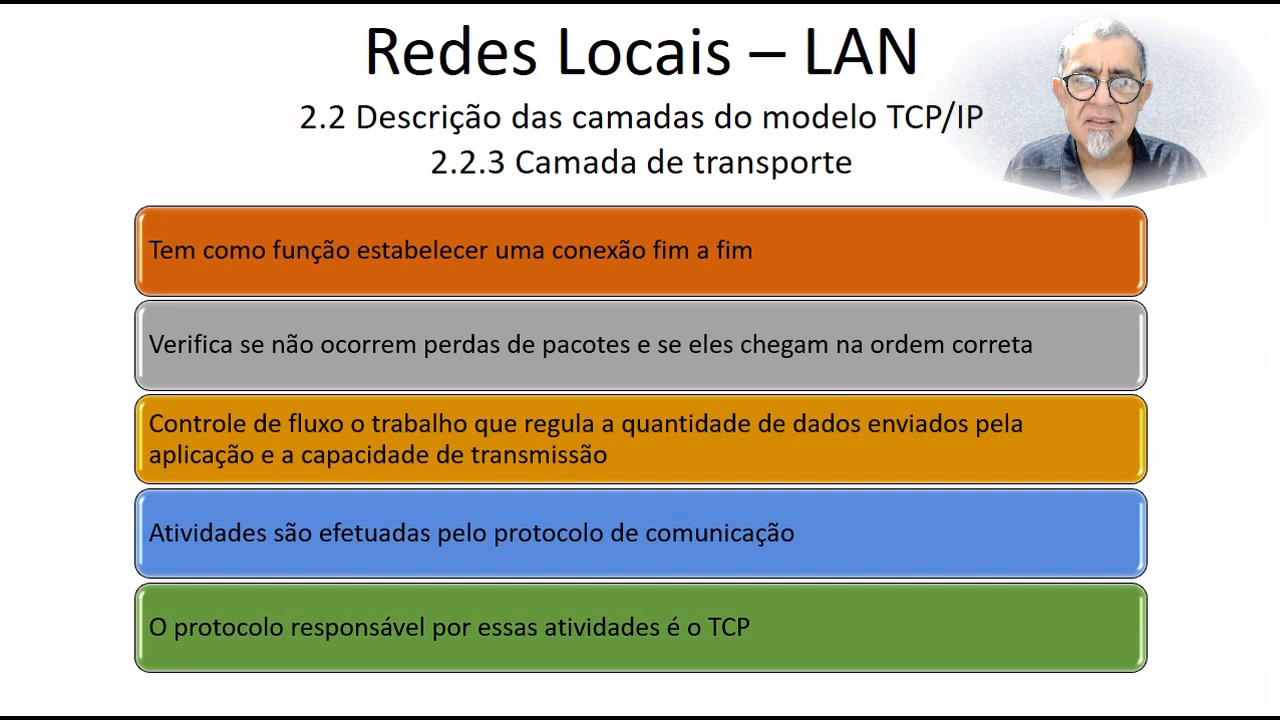 Redes Locais – LAN
2.2 Descrição das camadas do modelo TCP/IP
2.2.3 Camada de transporte
Tem como função estabelecer uma conexão fim a fim
Verifica se não ocorrem perdas de pacotes e se eles chegam na ordem correta
Controle de fluxo o trabalho que regula a quantidade de dados enviados pela
aplicação e a capacidade de transmissão
Atividades são efetuadas pelo protocolo de comunicação
O protocolo responsável por essas atividades é o TCP